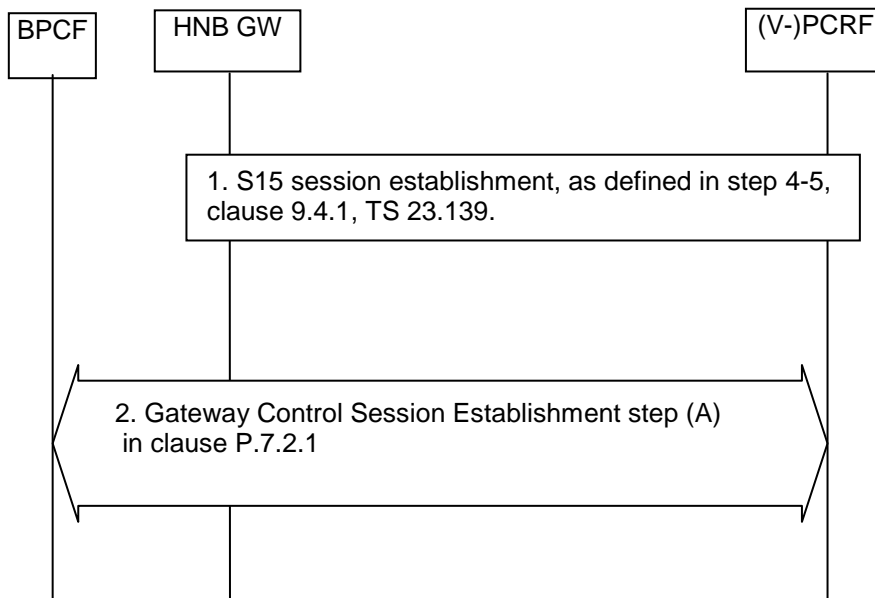 BPCF
HNB GW
(V-)PCRF
1. S15 session establishment, as defined in step 4-5,
clause 9.4.1, TS 23.139.
2. Gateway Control Session Establishment step (A)
in clause P.7.2.1